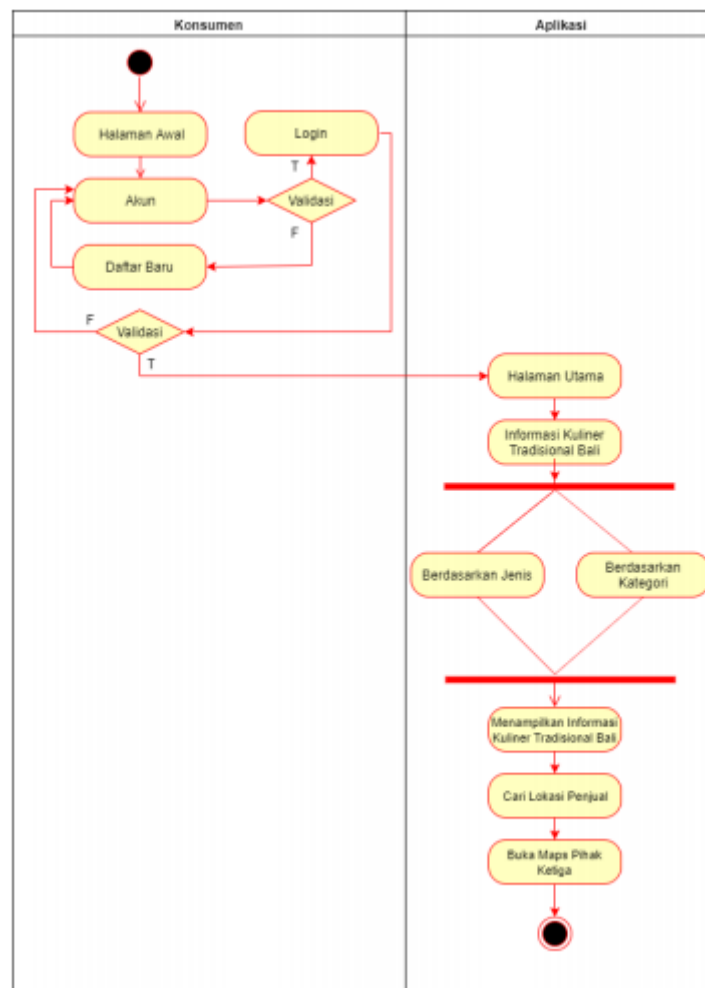 Konsumen
Aplikasi
Halaman Awal
Login
T
Akun
Validasi
F
Daftar Baru
F
Validasi
T
Halaman Utama
Informasi Kuliner
Tradisional Bali
Berdasarkan Jenis
Berdasarkan
Kategori
Menampilkan Informasi
Kuliner Tradisional Bali
Cari Lokasi Penjual
Buka Maps Pihak
Ketiga